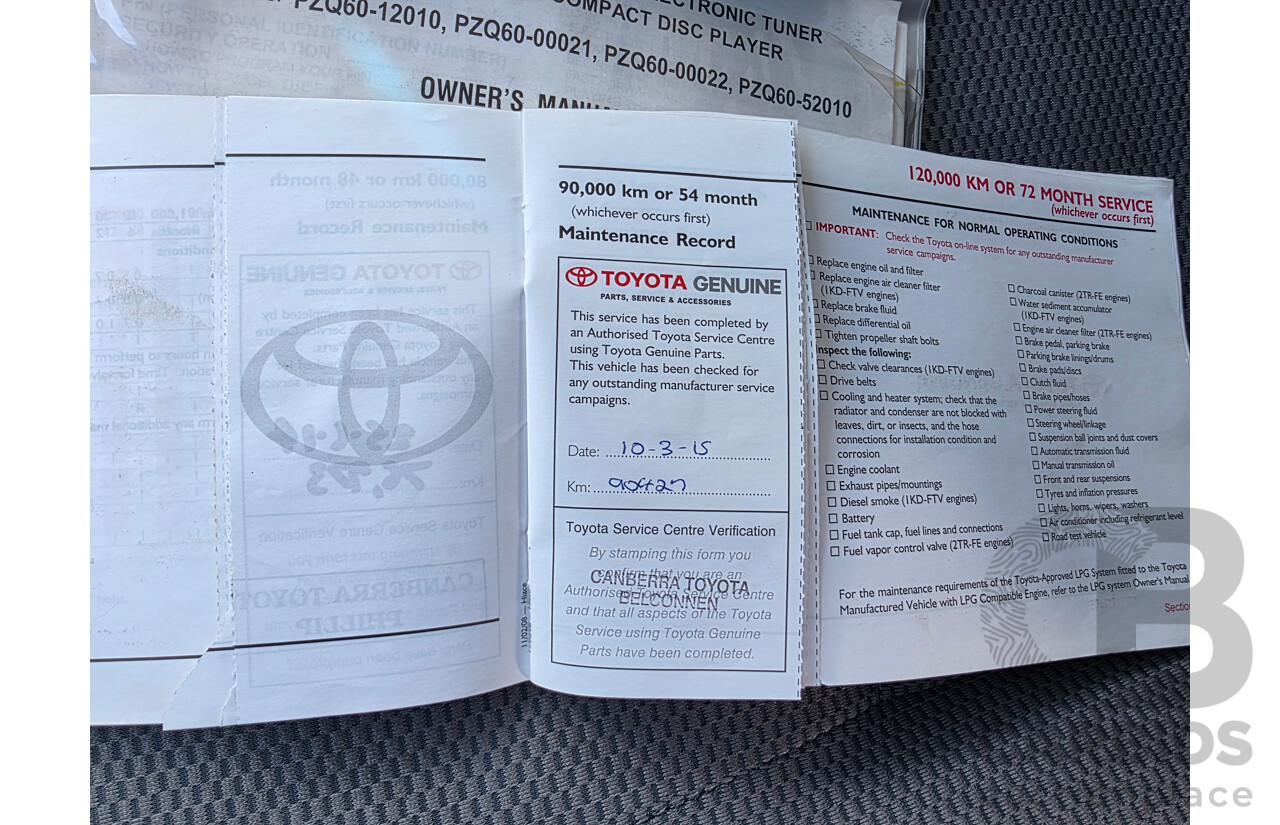 ECTRONIC TUNER
COMPACT DISC PLAYER
PZQ60-12010, PZQ60-00021, PZQ60-00022, PZQ60-52010
OWNER'S MANUA
90,000 km or 54 month
(whichever occurs first)
Maintenance Record
TOYOTA GENUINE
PARTS, SERVICE & ACCESSORIES
This service has been completed by
an Authorised Toyota Service Centre
using Toyota Genuine Parts.
This vehicle has been checked for
any outstanding manufacturer service
campaigns.
Date: 10-3-15
Km: 90427
Toyota Service Centre Verification
By stamping this form you
confirm that you are an
Authorised Toyota Service Centre
and that all aspects of the Toyota
Service using Toyota Genuine
Parts have been completed.
CANBERRA TOYOTA
BELCONNEN
11/02/08 — Hiace
120,000 KM OR 72 MONTH SERVICE
(whichever occurs first)
MAINTENANCE FOR NORMAL OPERATING CONDITIONS
IMPORTANT: Check the Toyota on-line system for any outstanding manufacturer
service campaigns.
Replace engine oil and filter
Replace engine air cleaner filter
(1KD-FTV engines)
Replace brake fluid
Replace differential oil
Tighten propeller shaft bolts
Inspect the following:
Check valve clearances (1KD-FTV engines)
Drive belts
Cooling and heater system; check that the
radiator and condenser are not blocked with
leaves, dirt, or insects, and the hose
connections for installation condition and
corrosion
Engine coolant
Exhaust pipes/mountings
Diesel smoke (1KD-FTV engines)
Battery
Fuel tank cap, fuel lines and connections
Fuel vapor control valve (2TR-FE engines)
Charcoal canister (2TR-FE engines)
Water sediment accumulator
(1KD-FTV engines)
Engine air cleaner filter (2TR-FE engines)
Brake pedal, parking brake
Parking brake linings/drums
Brake pads/discs
Clutch fluid
Brake pipes/hoses
Power steering fluid
Steering wheel/linkage
Suspension ball joints and dust covers
Automatic transmission fluid
Manual transmission oil
Front and rear suspensions
Tyres and inflation pressures
Lights, horns, wipers, washers
Air conditioner including refrigerant level
Road test vehicle
For the maintenance requirements of the Toyota-Approved LPG System fitted to the Toyota
Manufactured Vehicle with LPG Compatible Engine, refer to the LPG system Owner's Manual
Section